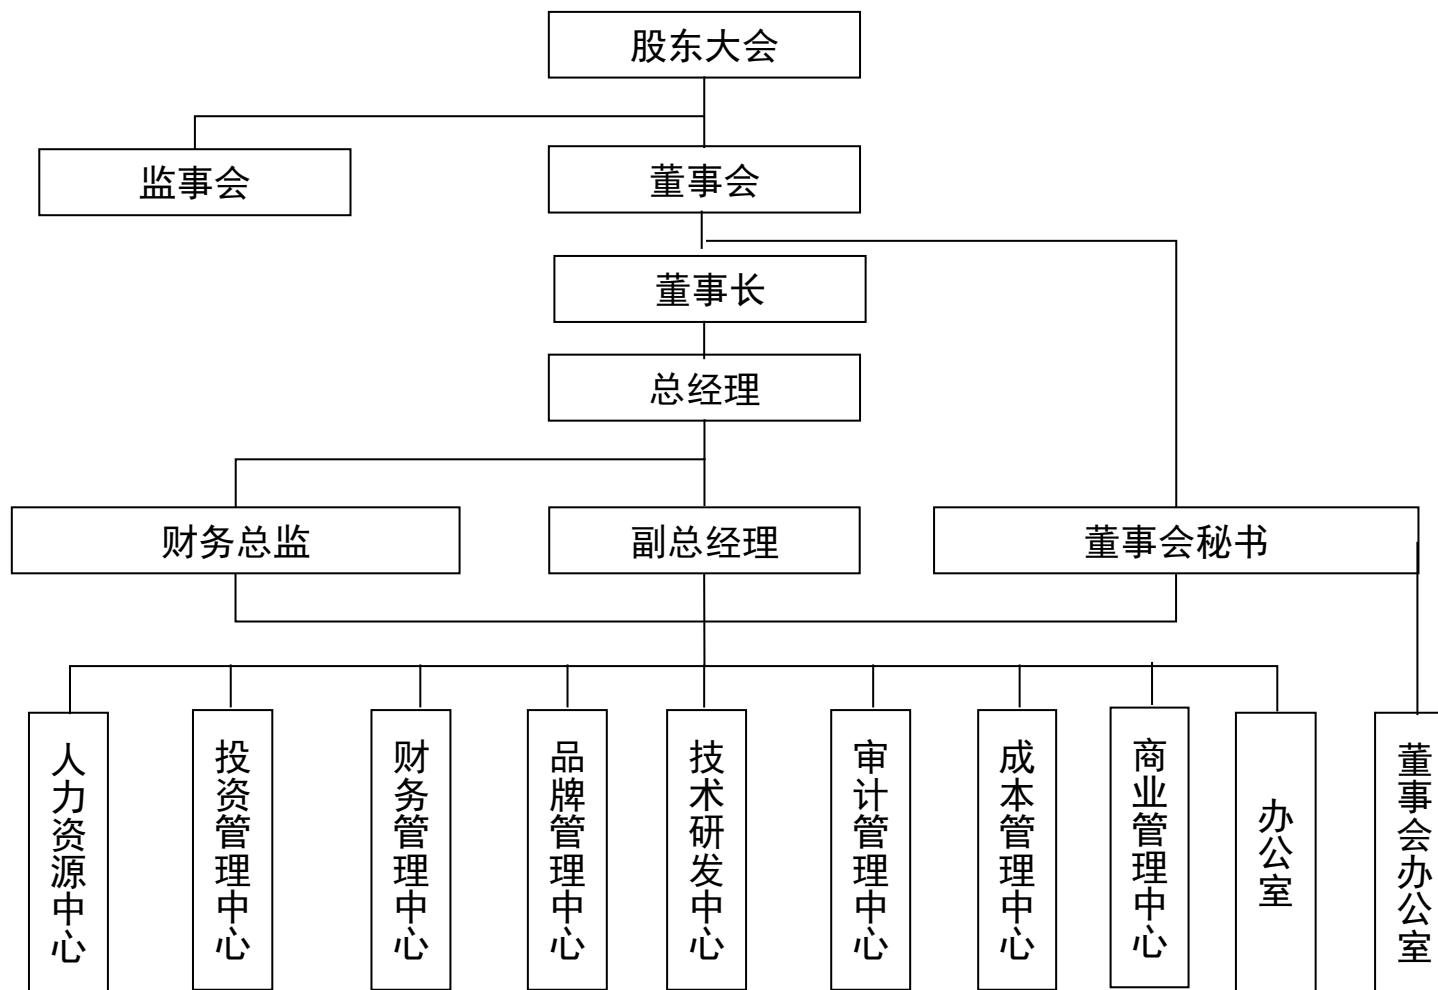 股东大会
监事会
董事会
董事长
总经理
财务总监
副总经理
董事会秘书
人力资源中心
投资管理中心
财务管理中心
品牌管理中心
技术研发中心
审计管理中心
成本管理中心
商业管理中心
办公室
董事会办公室